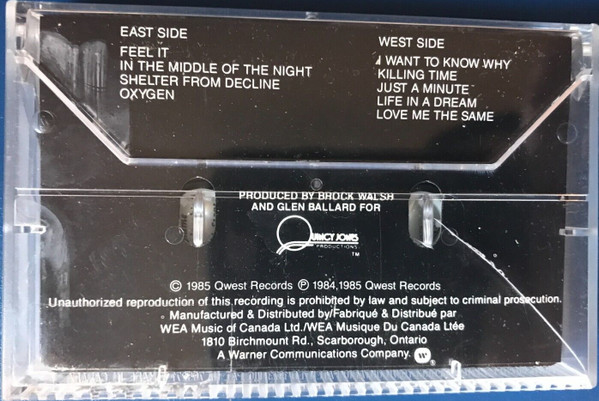 EAST SIDE
FEEL IT
IN THE MIDDLE OF THE NIGHT
SHELTER FROM DECLINE
OXYGEN
WEST SIDE
I WANT TO KNOW WHY
KILLING TIME
JUST A MINUTE
LIFE IN A DREAM
LOVE ME THE SAME
PRODUCED BY BROCK WALSH
AND GLEN BALLARD FOR
QUINCY JONES
PRODUCTIONS
™
© 1985 Qwest Records ℗ 1984,1985 Qwest Records
Unauthorized reproduction of this recording is prohibited by law and subject to criminal prosecution.
Manufactured & Distributed by/Fabriqué & Distribué par
WEA Music of Canada Ltd./WEA Musique Du Canada Ltée
1810 Birchmount Rd., Scarborough, Ontario
A Warner Communications Company. W ®